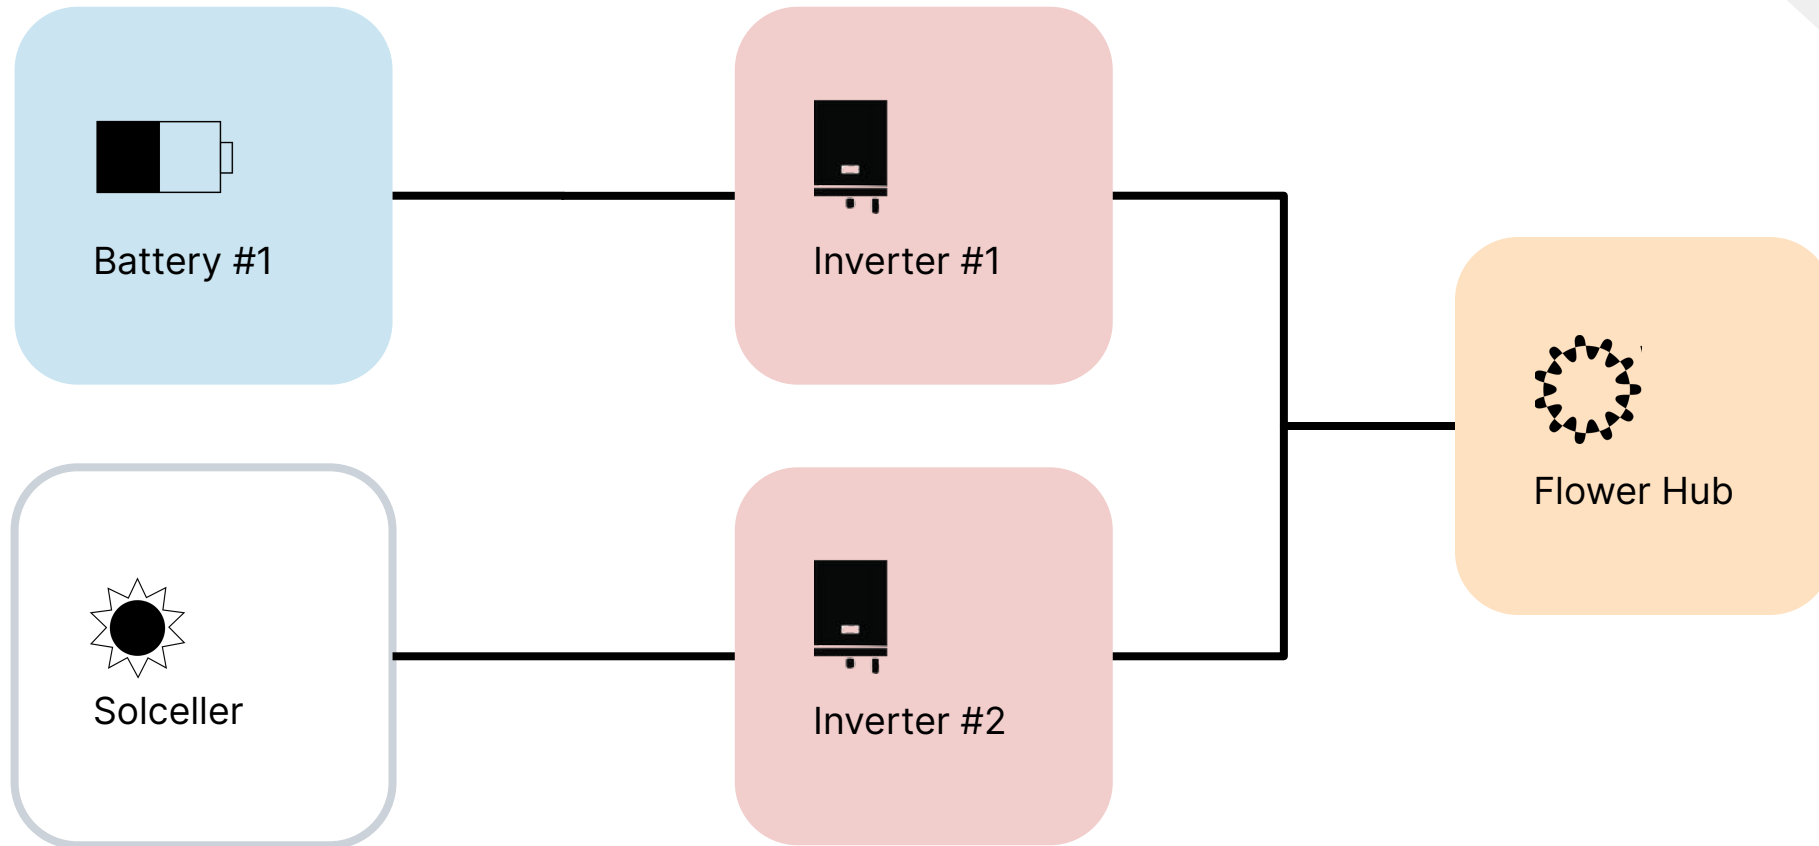 Battery #1
Inverter #1
Flower Hub
Solceller
Inverter #2